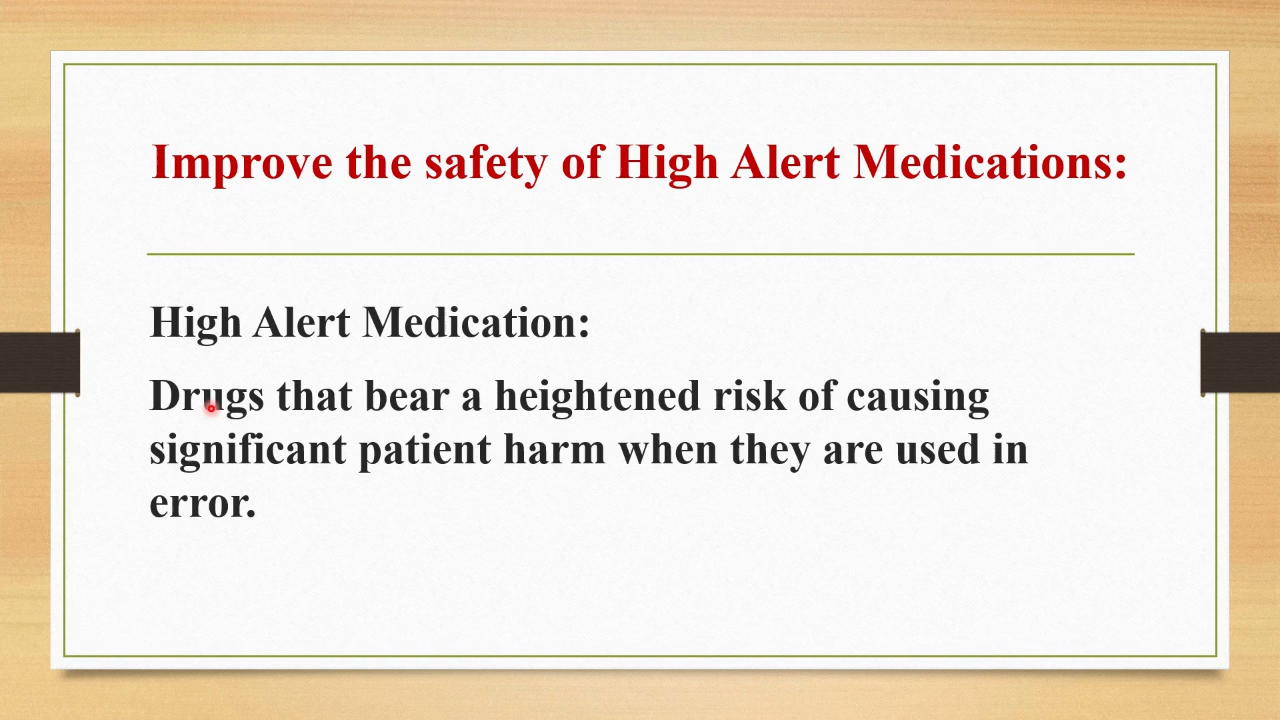 Improve the safety of High Alert Medications:
High Alert Medication:
Drugs that bear a heightened risk of causing
significant patient harm when they are used in
error.